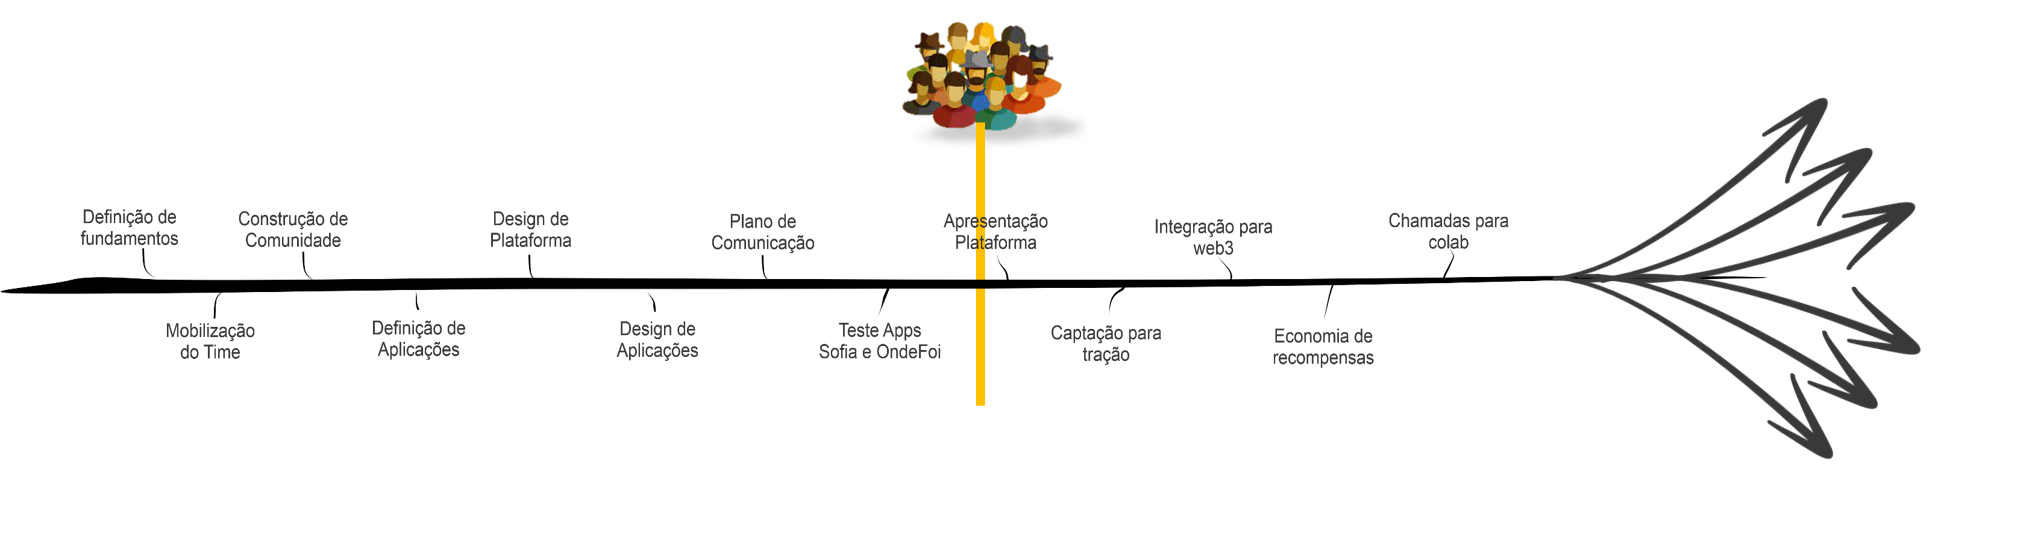 Definição de
fundamentos
Mobilização
do Time
Construção de
Comunidade
Definição de
Aplicações
Design de
Plataforma
Design de
Aplicações
Plano de
Comunicação
Teste Apps
Sofia e OndeFoi
Apresentação
Plataforma
Captação para
tração
Integração para
web3
Economia de
recompensas
Chamadas para
colab